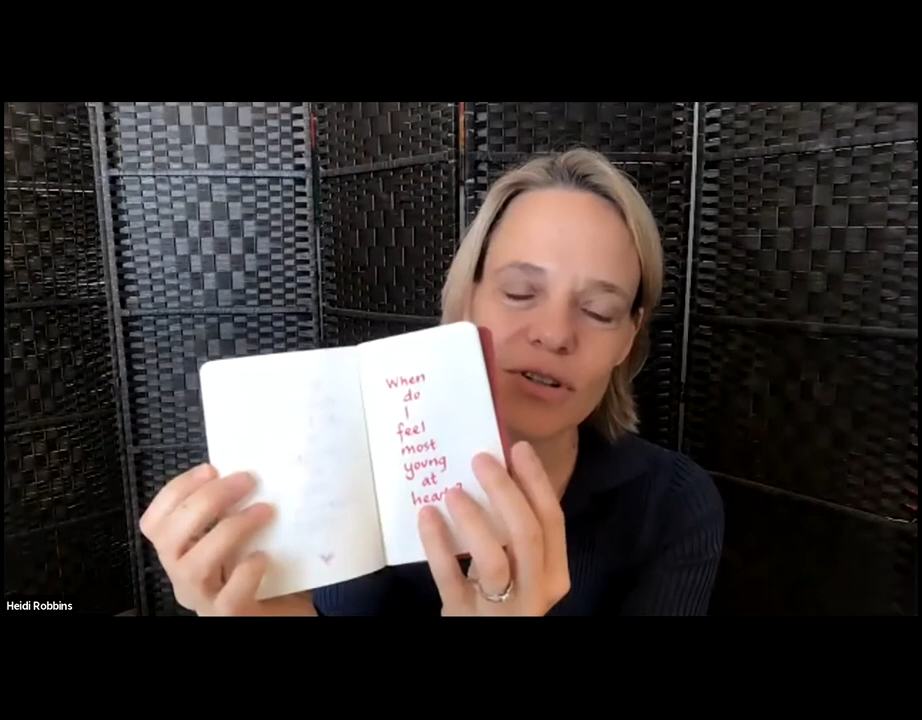 When
do
I
feel
most
young
at
heart?
Heidi Robbins